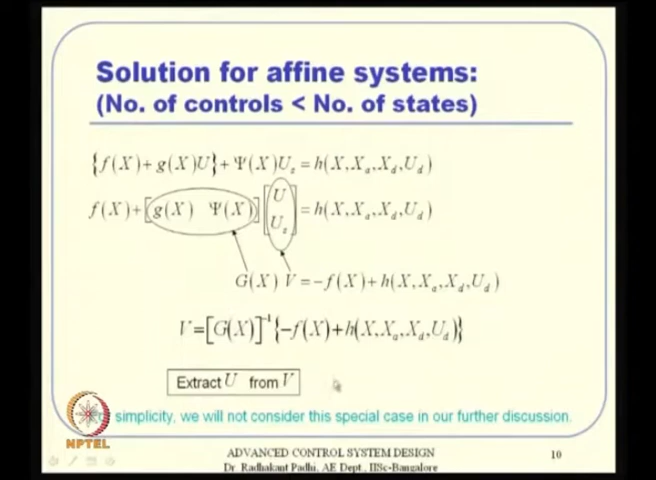 Solution for affine systems:
(No. of controls < No. of states)
{f(X)+g(X)U}+Ψ(X)U_s=h(X,X_a,X_d,U_d)
f(X)+[g(X) Ψ(X)][U U_s]=h(X,X_a,X_d,U_d)
G(X) V=-f(X)+h(X,X_a,X_d,U_d)
V=[G(X)]^-1{-f(X)+h(X,X_a,X_d,U_d)}
Extract U from V
simplicity, we will not consider this special case in our further discussion.
NPTEL
ADVANCED CONTROL SYSTEM DESIGN
Dr. Radhakant Padhi, AE Dept., IISc-Bangalore
10